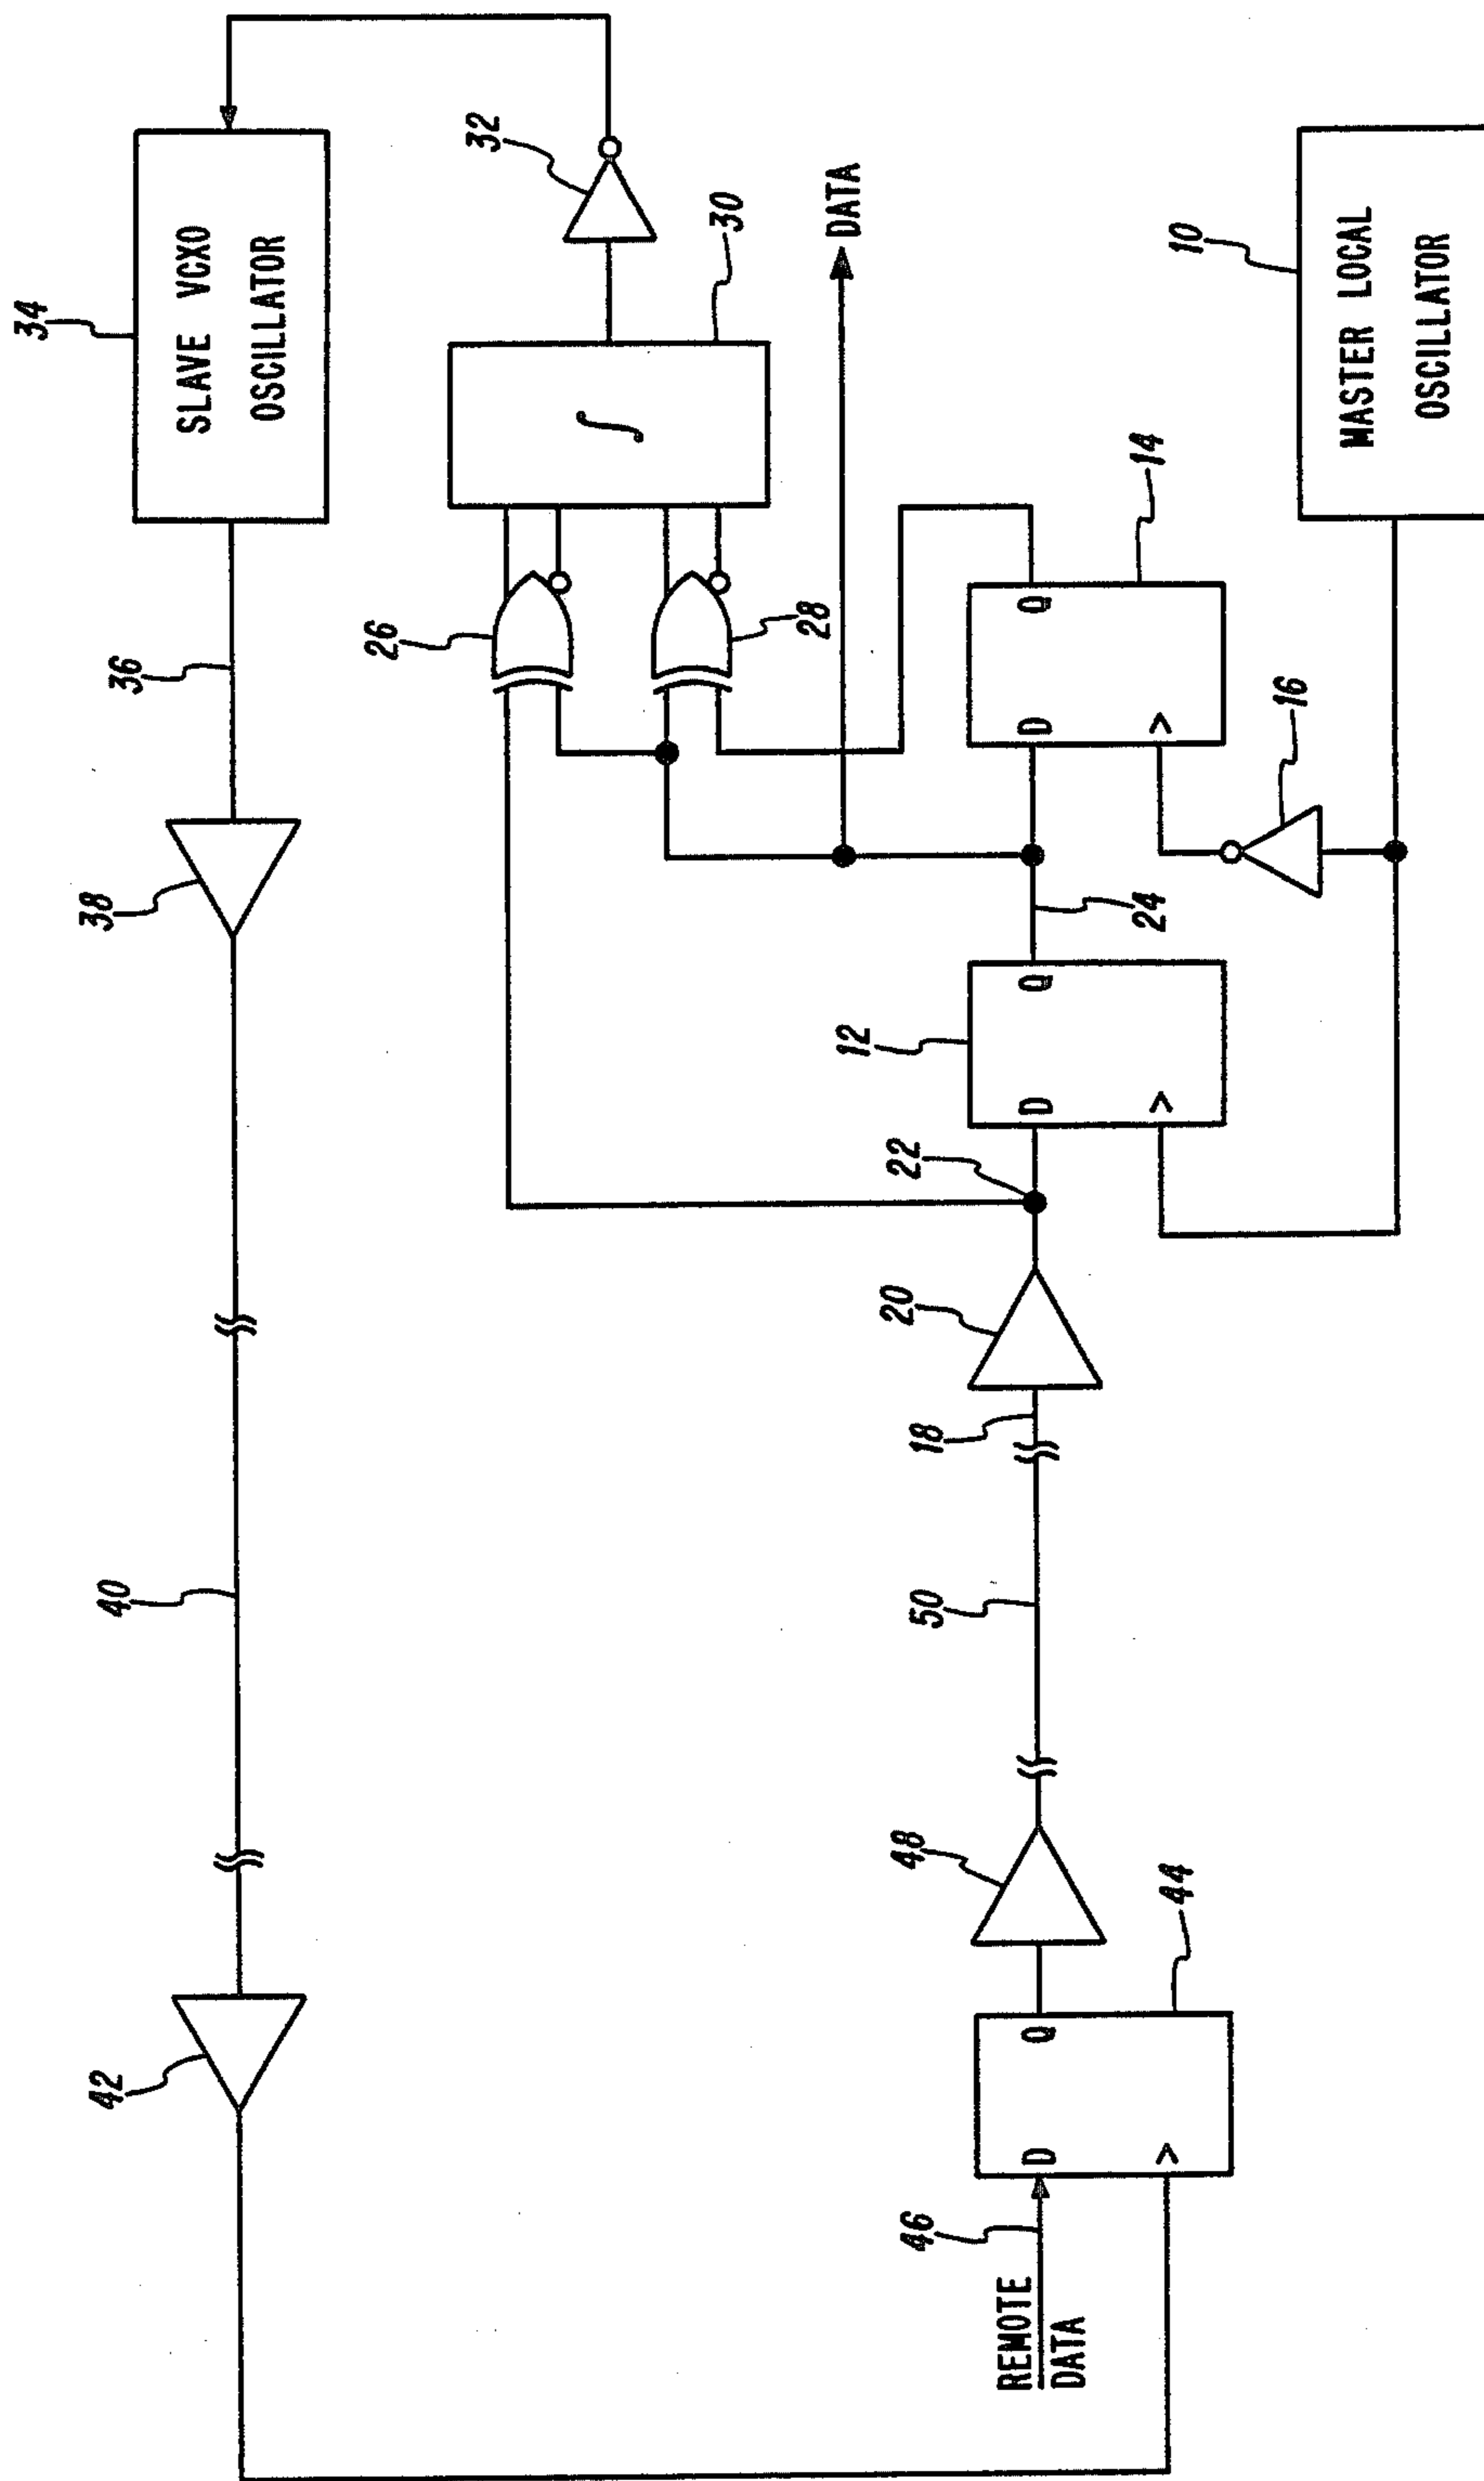 34
42
40
38
36
SLAVE VCXO
OSCILLATOR
26
32
∫
30
28
DATA
12
48
50
18
20
22
46
REMOTE
DATA
D Q
D Q
D Q
44
24
14
16
10
MASTER LOCAL
OSCILLATOR